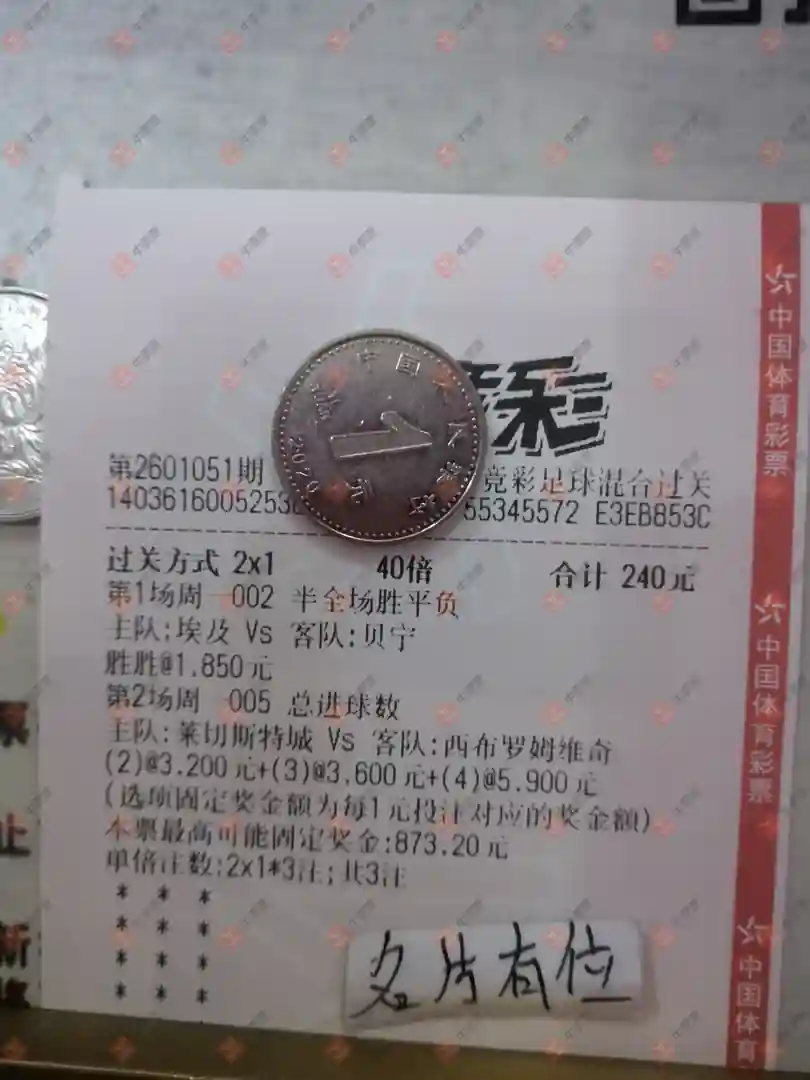 彩
中国体育彩票
中国
1
元
2020
第2601051期
竞彩足球混合过关
14036160052538
55345572 E3EB853C
过关方式 2x1 40倍 合计 240元
第1场周一002 半全场胜平负
主队:埃及 Vs 客队:贝宁
胜胜@1.850元
第2场周一005 总进球数
主队:莱切斯特城 Vs 客队:西布罗姆维奇
(2)@3.200元+(3)@3,600元+(4)@5.900元
(选项固定奖金额为每1元投注对应的奖金额)
本票最高可能固定奖金:873.20元
单倍注数:2x1*3注;共3注
* * *
* * *
* * *
* * *
名片有位
中国体育彩票
中国体育
票
止
新